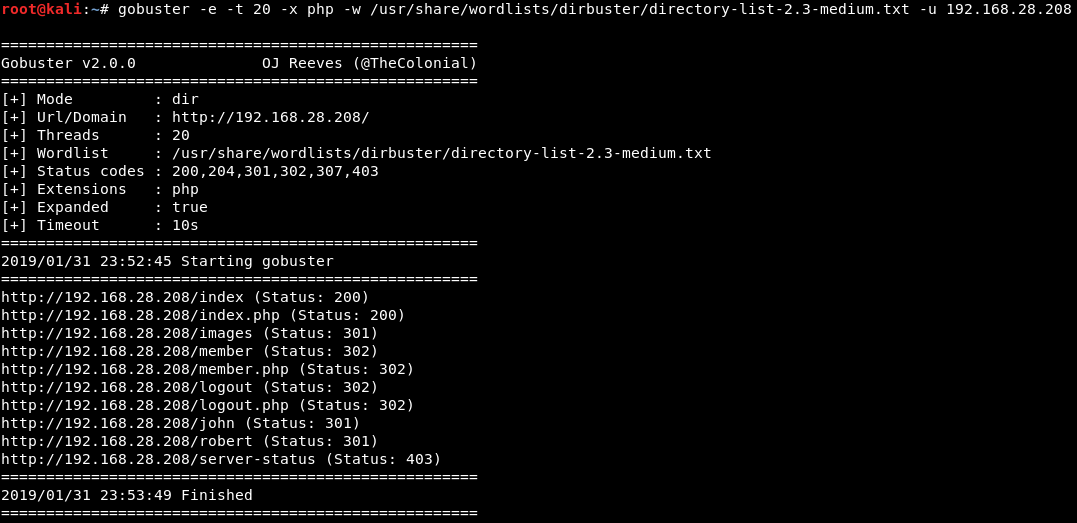 root@kali:~# gobuster -e -t 20 -x php -w /usr/share/wordlists/dirbuster/directory-list-2.3-medium.txt -u 192.168.28.208
=====================================================
Gobuster v2.0.0              OJ Reeves (@TheColonial)
=====================================================
[+] Mode         : dir
[+] Url/Domain   : http://192.168.28.208/
[+] Threads      : 20
[+] Wordlist     : /usr/share/wordlists/dirbuster/directory-list-2.3-medium.txt
[+] Status codes : 200,204,301,302,307,403
[+] Extensions   : php
[+] Expanded     : true
[+] Timeout      : 10s
=====================================================
2019/01/31 23:52:45 Starting gobuster
=====================================================
http://192.168.28.208/index (Status: 200)
http://192.168.28.208/index.php (Status: 200)
http://192.168.28.208/images (Status: 301)
http://192.168.28.208/member (Status: 302)
http://192.168.28.208/member.php (Status: 302)
http://192.168.28.208/logout (Status: 302)
http://192.168.28.208/logout.php (Status: 302)
http://192.168.28.208/john (Status: 301)
http://192.168.28.208/robert (Status: 301)
http://192.168.28.208/server-status (Status: 403)
=====================================================
2019/01/31 23:53:49 Finished
=====================================================